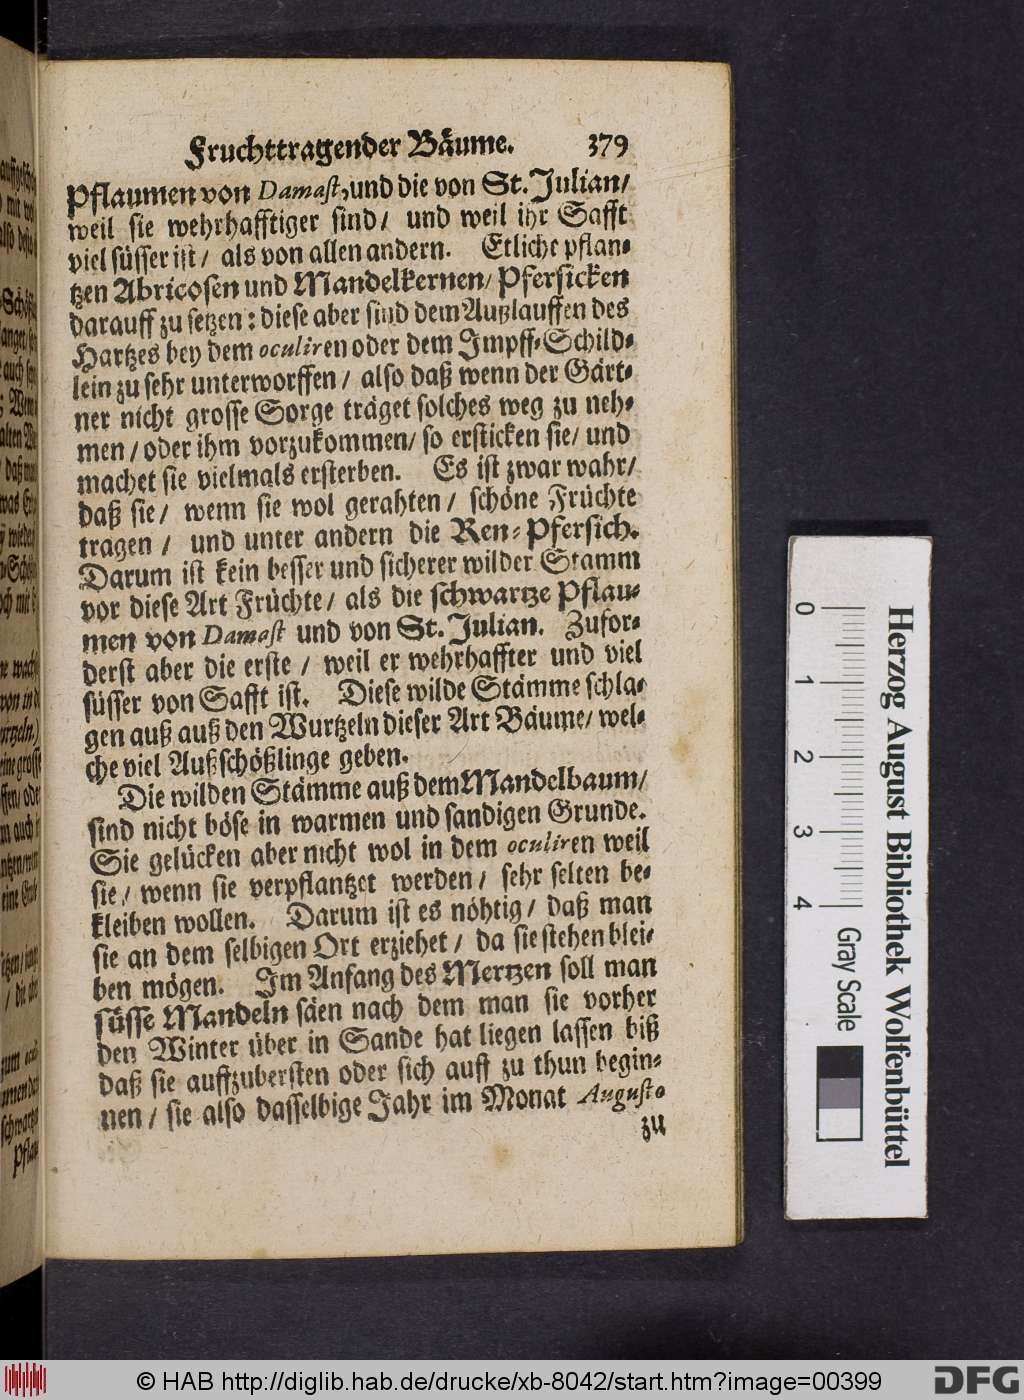 Fruchttragender Bäume. 379
Pflaumen von Damast, und die von St. Julian/
weil sie wehrhafftiger sind/ und weil ihr Safft
viel süsser ist/ als von allen andern. Etliche pflan-
tzen Abricosen und Mandelkernen/ Pfersicken
darauff zu setzen: diese aber sind dem Außlauffen des
Hartzes bey dem oculiren oder dem Impff-Schild-
lein zu sehr unterworffen/ also daß wenn der Gärt-
ner nicht grosse Sorge träget solches weg zu neh-
men/ oder ihm vorzukommen/ so ersticken sie/ und
machet sie vielmals ersterben. Es ist zwar wahr/
daß sie/ wenn sie wol gerahten/ schöne Früchte
tragen/ und unter andern die Ren-Pfersich.
Darum ist kein besser und sicherer wilder Stamm
vor diese Art Früchte/ als die schwartze Pflau-
men von Damast und von St. Julian. Zufor-
derst aber die erste/ weil er wehrhaffter und viel
süsser von Safft ist. Diese wilde Stämme schla-
gen auß auß den Wurtzeln dieser Art Bäume/ wel-
che viel Außschößlinge geben.
Die wilden Stämme auß dem Mandelbaum/
sind nicht böse in warmen und sandigen Grunde.
Sie gelücken aber nicht wol in dem oculiren weil
sie/ wenn sie verpflantzet werden/ sehr selten be-
kleiben wollen. Darum ist es nöhtig/ daß man
sie an dem selbigen Ort erziehet/ da sie stehen blei-
ben mögen. Im Anfang des Mertzen soll man
süsse Mandeln säen nach dem man sie vorher
den Winter über in Sande hat liegen lassen biß
daß sie auffzubersten oder sich auff zu thun begin-
nen/ sie also dasselbige Jahr im Monat Augusto
zu
0 1 2 3 4
Gray Scale
Herzog August Bibliothek Wolfenbüttel
© HAB http://diglib.hab.de/drucke/xb-8042/start.htm?image=00399
DFG